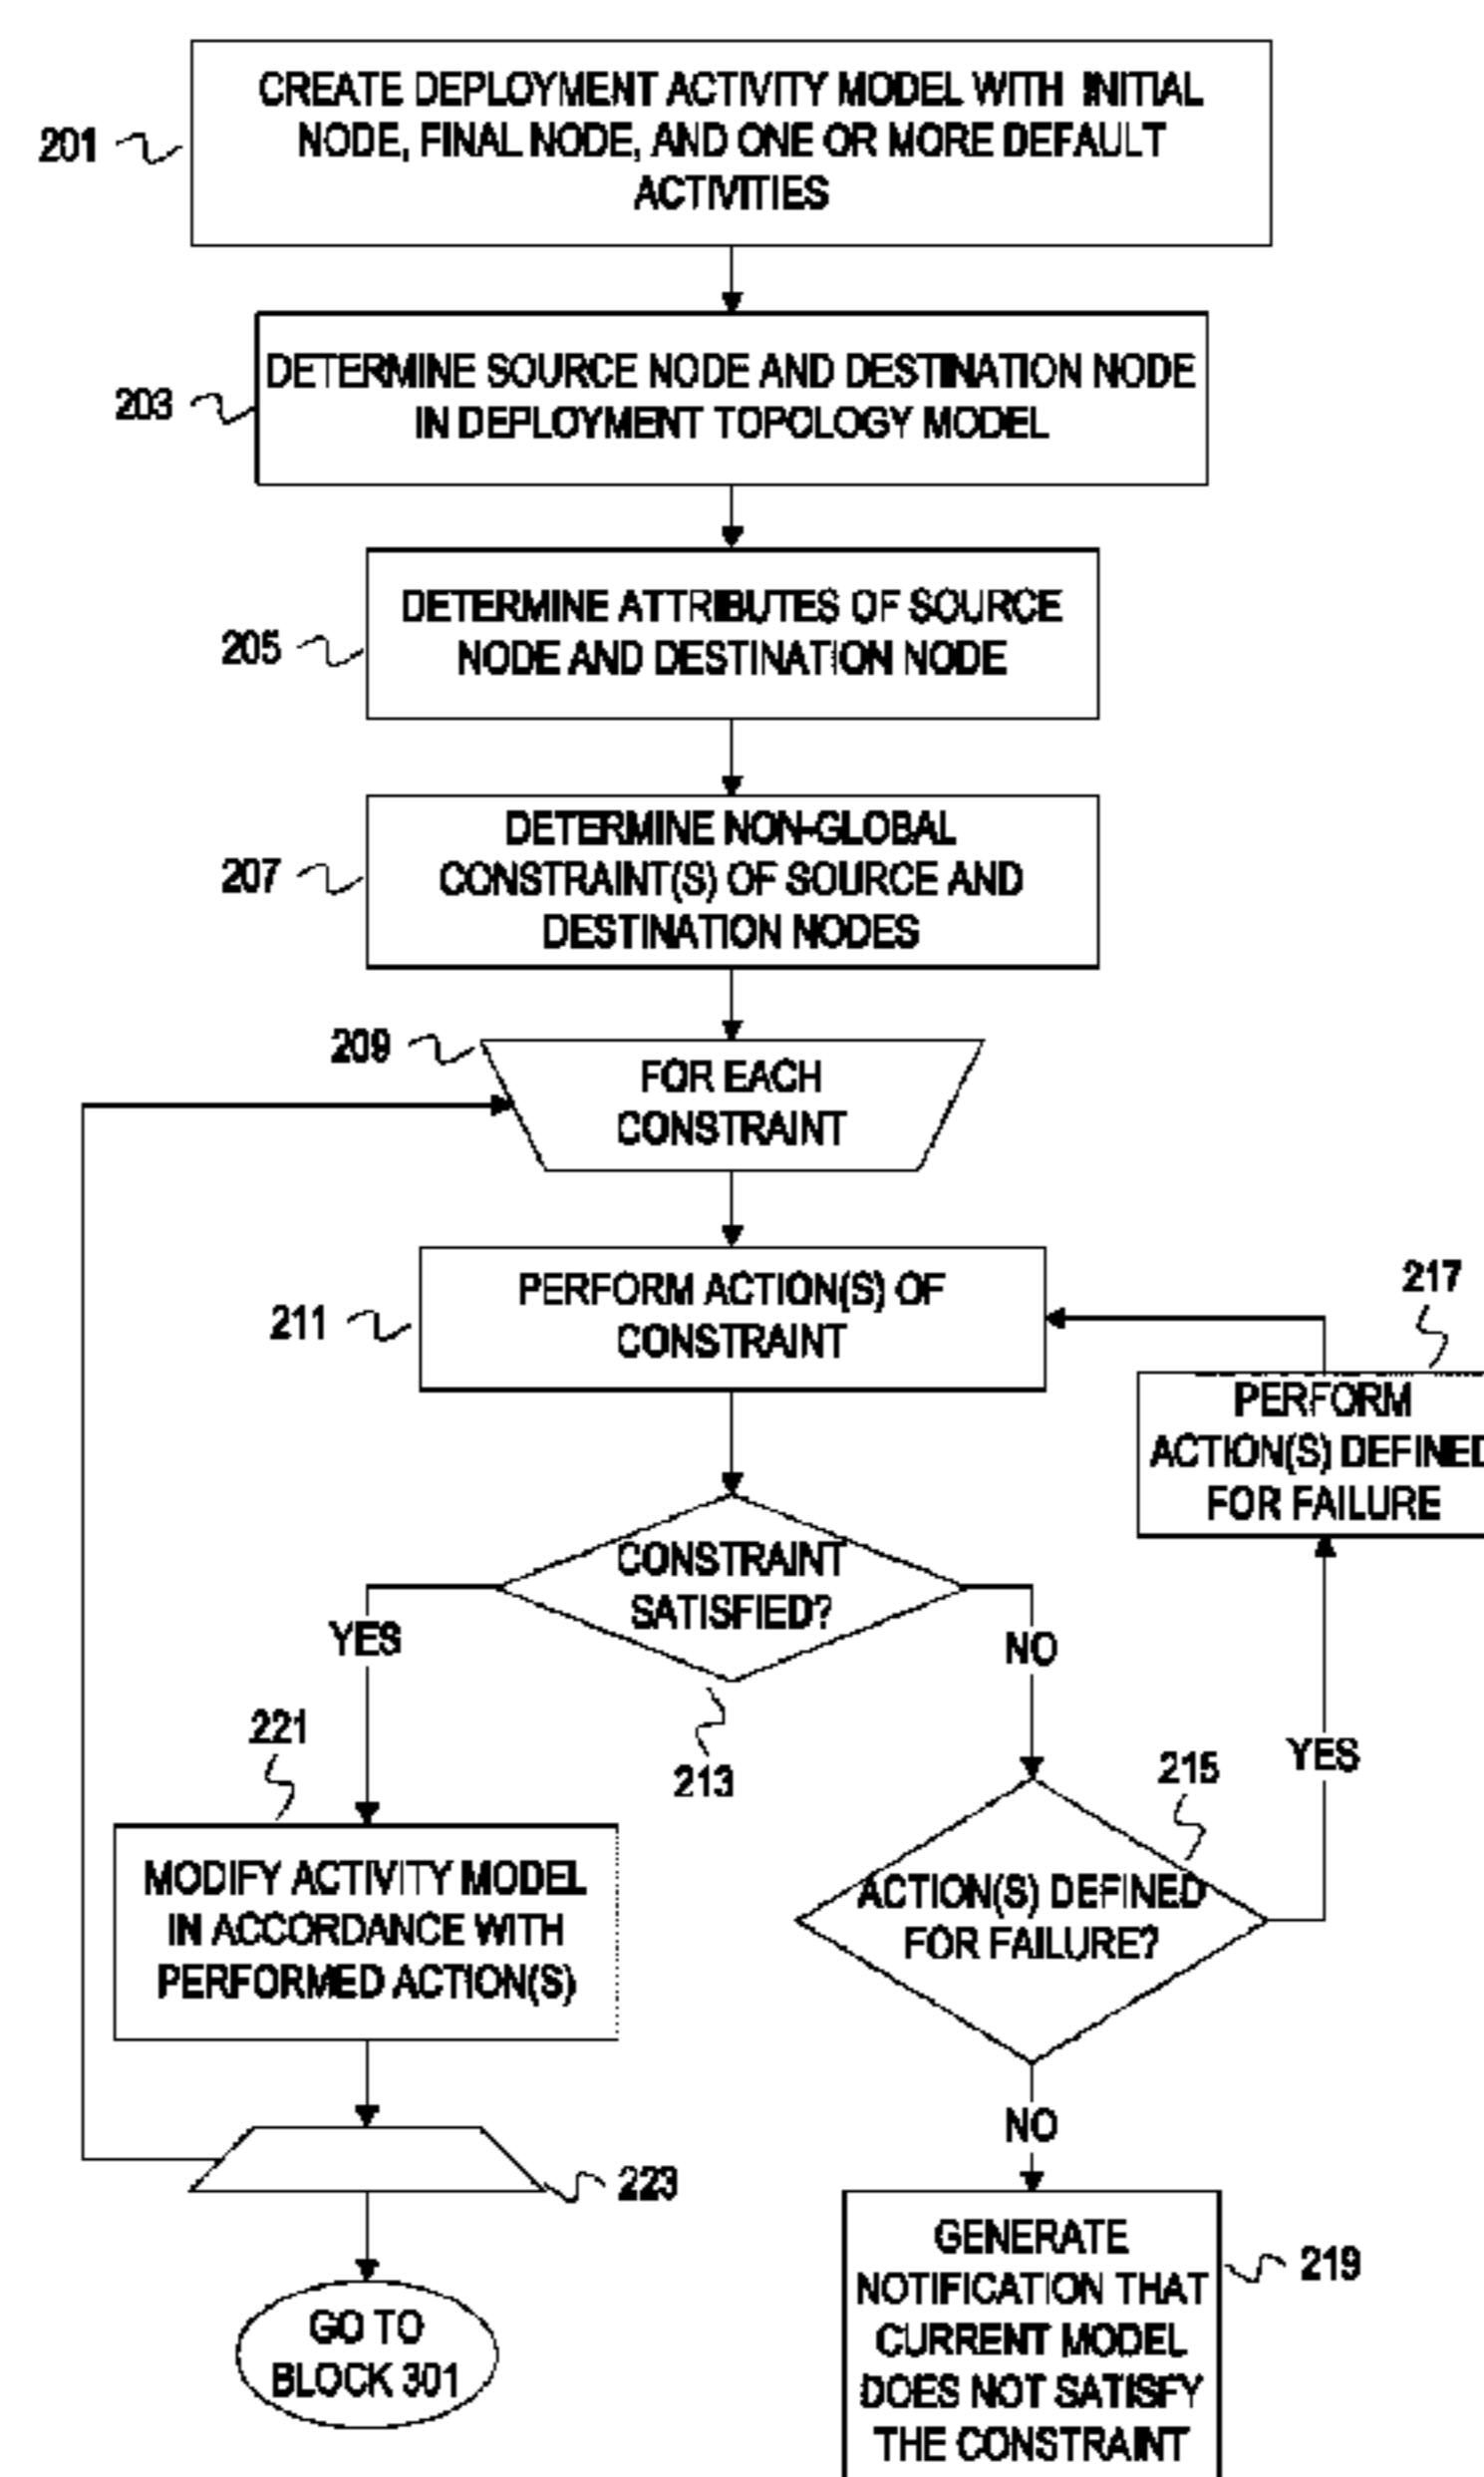 CREATE DEPLOYMENT ACTIVITY MODEL WITH INITIAL
NODE, FINAL NODE, AND ONE OR MORE DEFAULT
ACTIVITIES
201
DETERMINE SOURCE NODE AND DESTINATION NODE
IN DEPLOYMENT TOPOLOGY MODEL
203
DETERMINE ATTRIBUTES OF SOURCE
NODE AND DESTINATION NODE
205
DETERMINE NON-GLOBAL
CONSTRAINT(S) OF SOURCE AND
DESTINATION NODES
207
209
FOR EACH
CONSTRAINT
PERFORM ACTION(S) OF
CONSTRAINT
211
217
PERFORM
ACTION(S) DEFINED
FOR FAILURE
CONSTRAINT
SATISFIED?
YES
NO
213
221
215
YES
MODIFY ACTIVITY MODEL
IN ACCORDANCE WITH
PERFORMED ACTION(S)
ACTION(S) DEFINED
FOR FAILURE?
NO
223
GO TO
BLOCK 301
GENERATE
NOTIFICATION THAT
CURRENT MODEL
DOES NOT SATISFY
THE CONSTRAINT
219